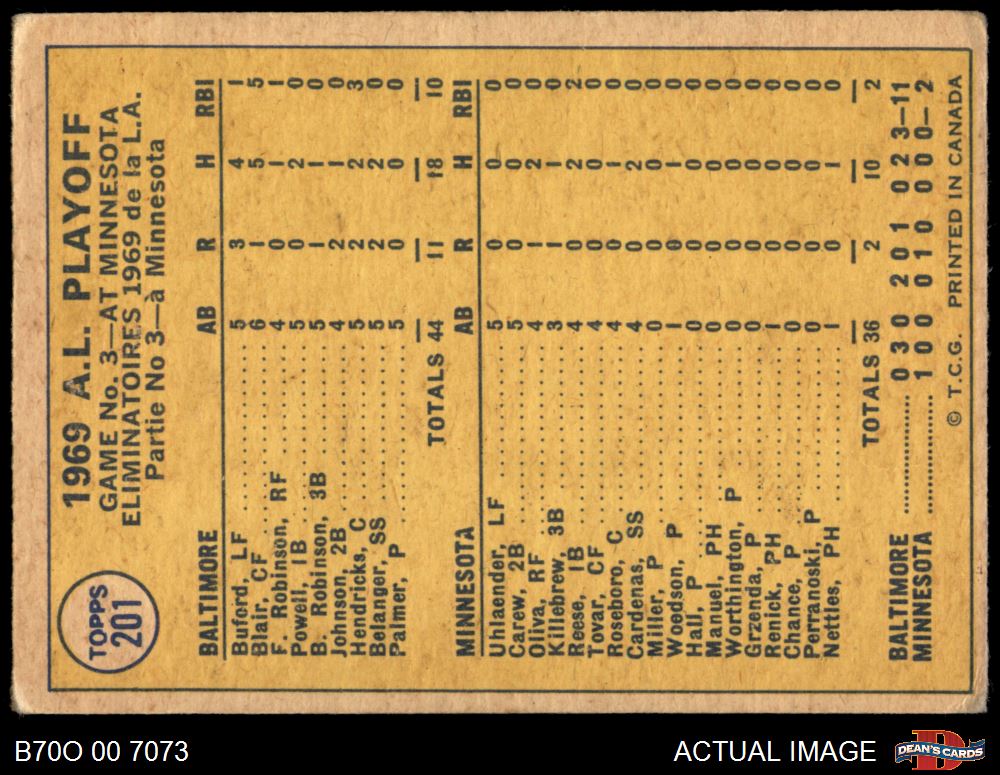 TOPPS
201
1969 A.L. PLAYOFF
GAME No. 3—AT MINNESOTA
ELIMINATOIRES 1969 de la L.A.
Partie No 3—à Minnesota
BALTIMORE AB R H RBI
Buford, LF 5 3 4 1
Blair, CF 6 1 5 5
F. Robinson, RF 4 0 1 1
Powell, 1B 5 0 2 0
B. Robinson, 3B 5 1 1 0
Johnson, 2B 4 2 1 0
Hendricks, C 5 2 2 3
Belanger, SS 5 2 2 0
Palmer, P 5 0 0 0
TOTALS 44 11 18 10
MINNESOTA AB R H RBI
Uhlaender, LF 5 0 0 0
Carew, 2B 5 0 0 0
Oliva, RF 4 1 2 0
Killebrew, 3B 3 1 1 0
Reese, 1B 4 0 2 2
Tovar, CF 4 0 0 0
Roseboro, C 4 0 1 0
Cardenas, SS 4 0 2 0
Miller, P 0 0 0 0
Woodson, P 1 0 1 0
Hall, P 0 0 0 0
Manuel, PH 0 0 0 0
Worthington, P 0 0 0 0
Grzenda, P 0 0 0 0
Renick, PH 1 0 0 0
Chance, P 0 0 0 0
Perranoski, P 0 0 0 0
Nettles, PH 1 0 1 0
TOTALS 36 2 10 2
BALTIMORE 0 3 0 2 0 1 0 2 3—11
MINNESOTA 1 0 0 0 1 0 0 0 0—2
© T.C.G. PRINTED IN CANADA
B70O 00 7073
ACTUAL IMAGE
DEAN'S CARDS